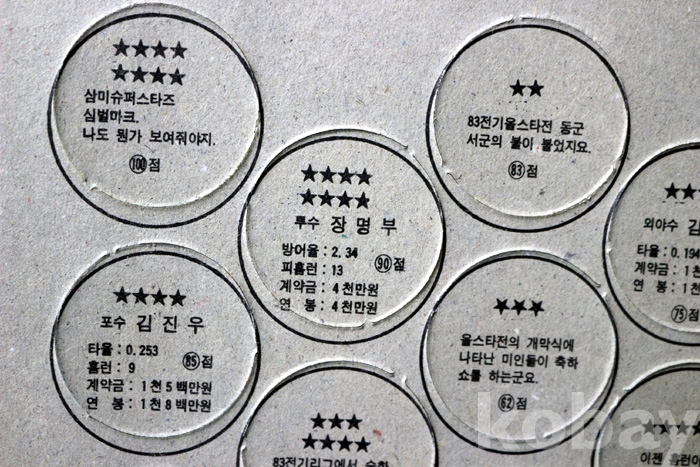 ★★★★
★★★★
삼미슈퍼스타즈
심벌마크.
나도 뭔가 보여줘야지.
100점
★★
83전기올스타전 동군
서군의 불이 붙었지요.
83점
★★★★
★★★★
투수 장명부
방어율 : 2.34
피홈런 : 13
계약금 : 4천만원
연 봉 : 4천만원
90점
★★
외야수 김
타율 : 0.194
계약금 : 1
연 봉 : 1
75점
★★★★
포수 김진우
타율 : 0.253
홈런 : 9
계약금 : 1천5백만원
연 봉 : 1천8백만원
85점
★★★
올스타전의 개막식에
나타난 미인들이 축하
쇼를 하는군요.
62점
★★★
★★★★
83전기리그에서
★★★★★
이젠
kobay